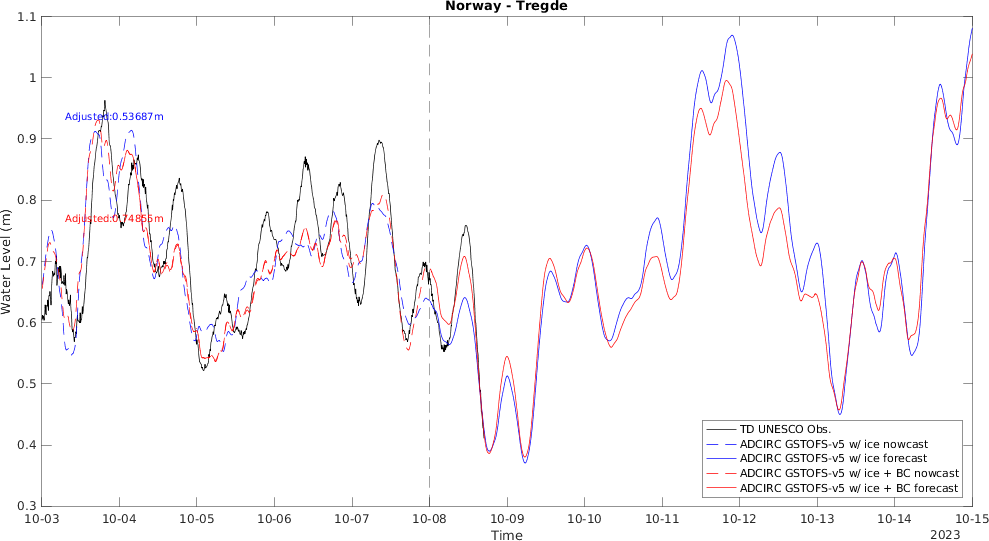 Norway - Tregde
1.1
1
0.9
0.8
0.7
0.6
0.5
0.4
0.3
Water Level (m)
Adjusted:0.53687m
Adjusted:0.74855m
TD UNESCO Obs.
ADCIRC GSTOFS-v5 w/ ice nowcast
ADCIRC GSTOFS-v5 w/ ice forecast
ADCIRC GSTOFS-v5 w/ ice + BC nowcast
ADCIRC GSTOFS-v5 w/ ice + BC forecast
10-03 10-04 10-05 10-06 10-07 10-08 10-09 10-10 10-11 10-12 10-13 10-14 10-15
Time
2023